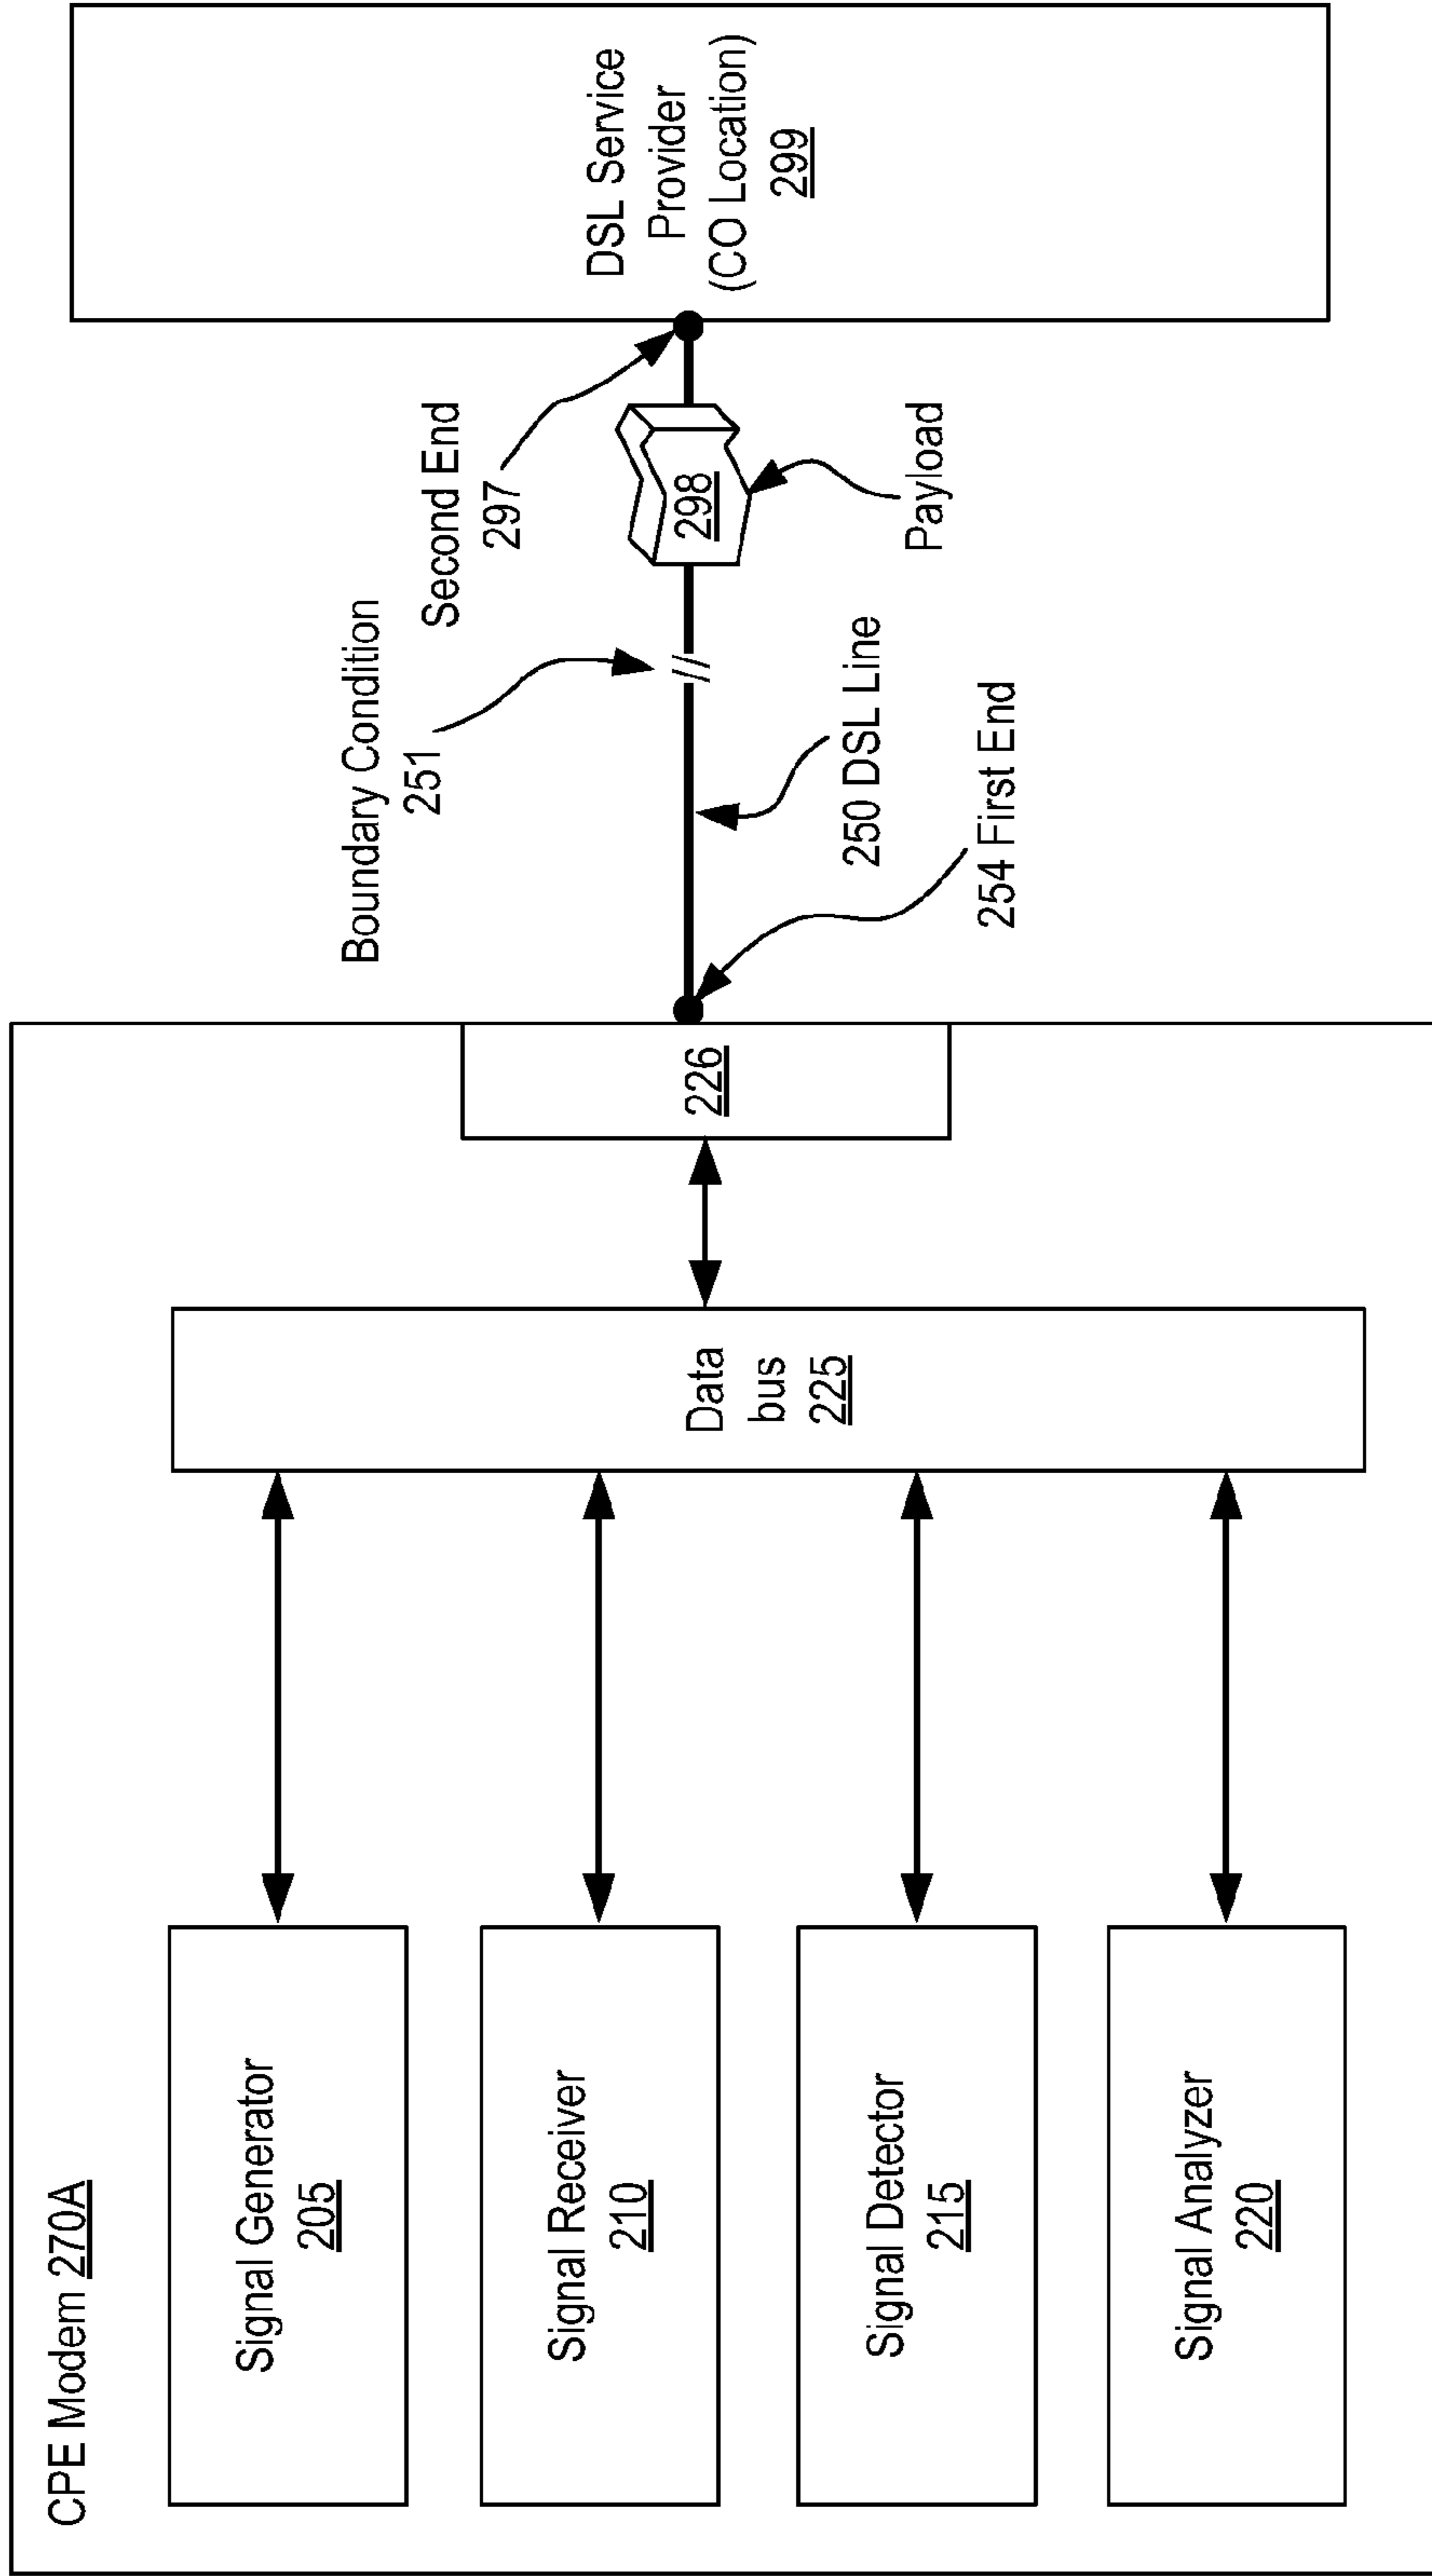 CPE Modem 270A
Signal Generator
205
Signal Receiver
210
Signal Detector
215
Signal Analyzer
220
Data
bus
225
226
Boundary Condition
251
Second End
297
298
Payload
250 DSL Line
254 First End
DSL Service
Provider
(CO Location)
299